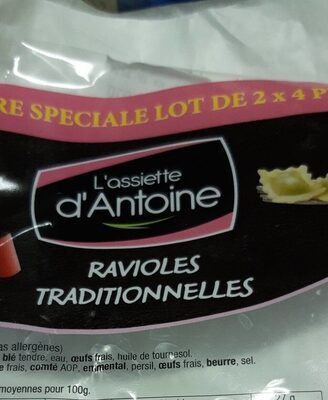 RE SPECIALE LOT DE 2 x 4 P
L'assiette
d'Antoine
RAVIOLES
TRADITIONNELLES
as allergènes)
blé tendre, eau, œufs frais, huile de tournesol.
e frais, comté AOP, emmental, persil, œufs frais, beurre, sel.
moyennes pour 100g.